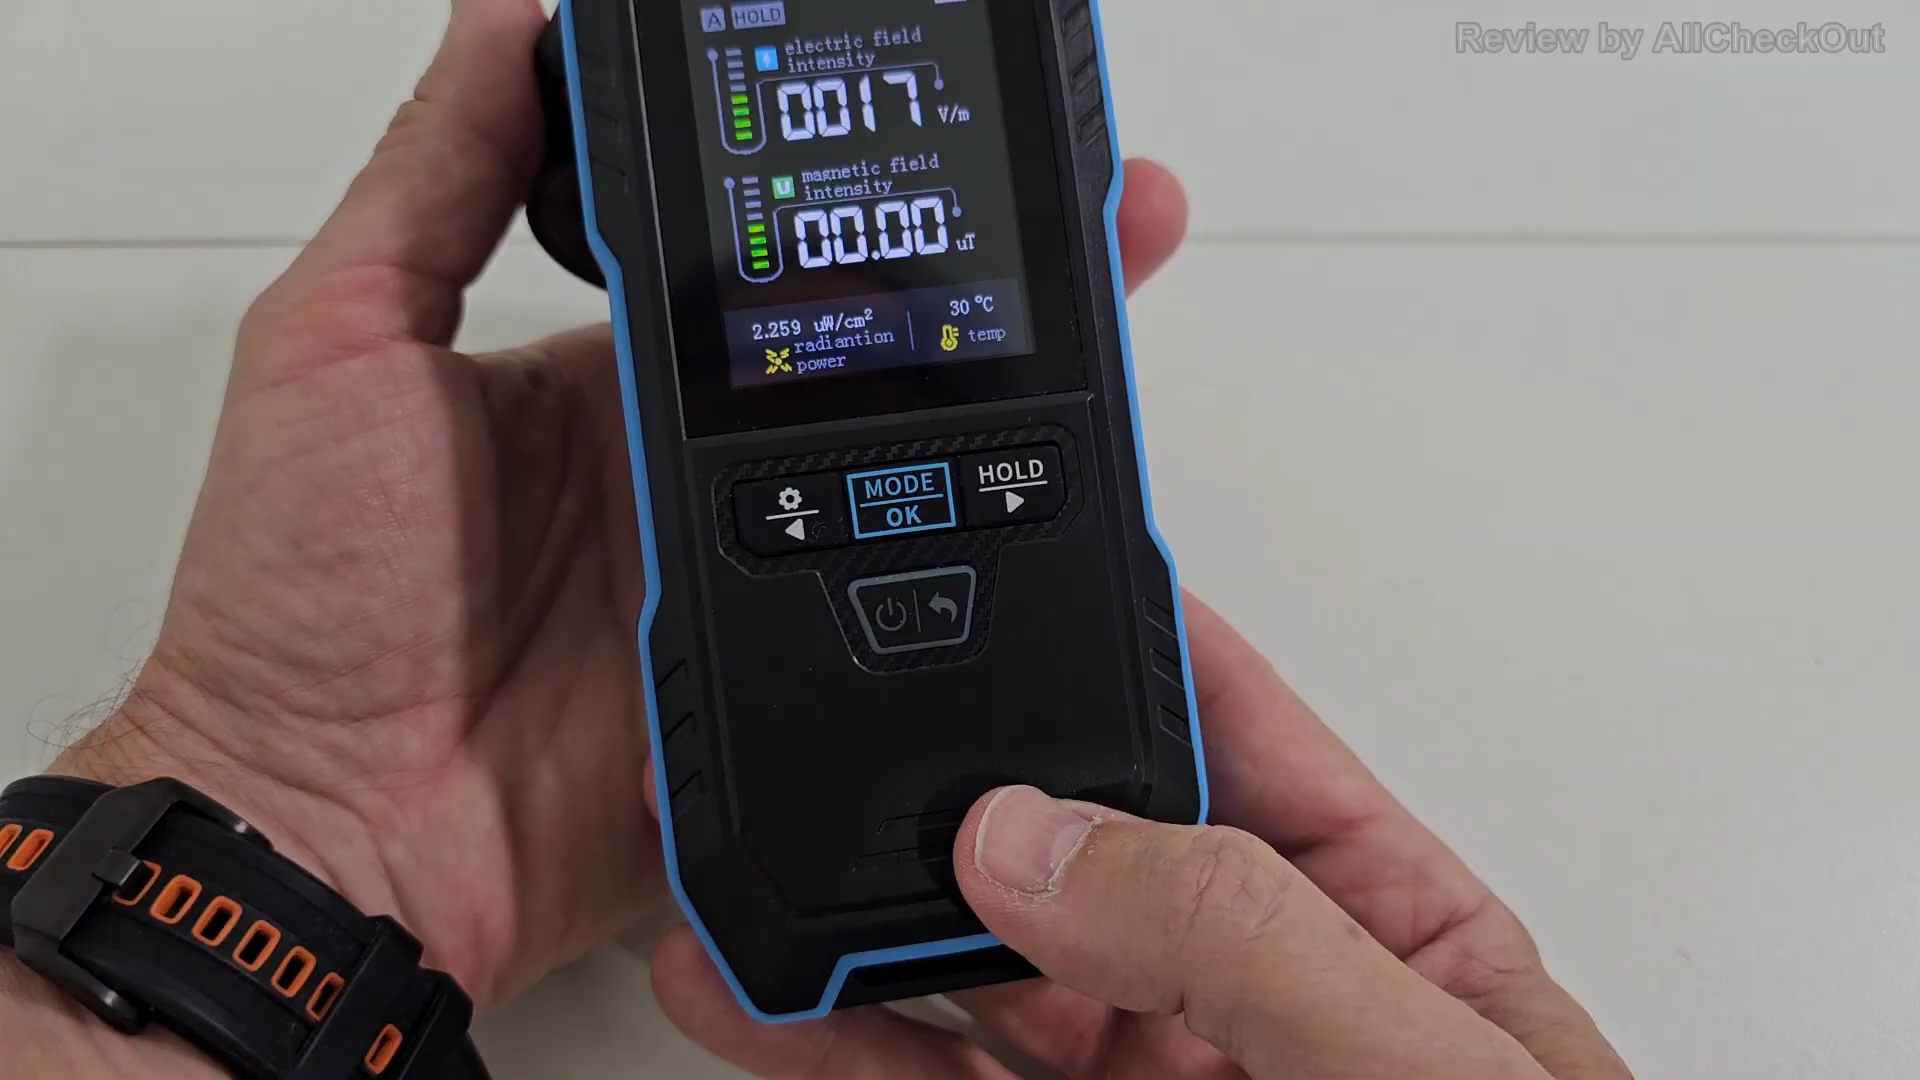 Review by AllCheckOut
A HOLD
electric field
intensity
0017 V/m
U magnetic field
intensity
00.00 uT
2.259 uW/cm²
radiantion
power
30 °C
temp
MODE
OK
HOLD